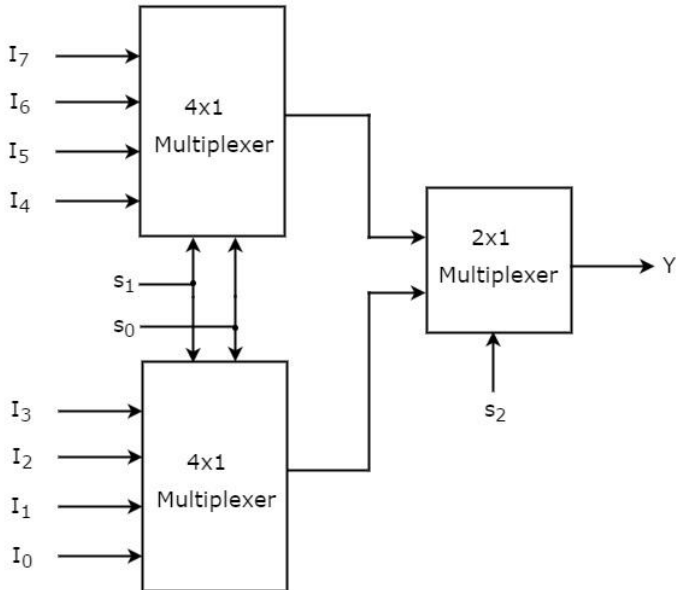 I₇
I₆
I₅
I₄
4x1
Multiplexer
s₁
s₀
I₃
I₂
I₁
I₀
4x1
Multiplexer
2x1
Multiplexer
s₂
Y